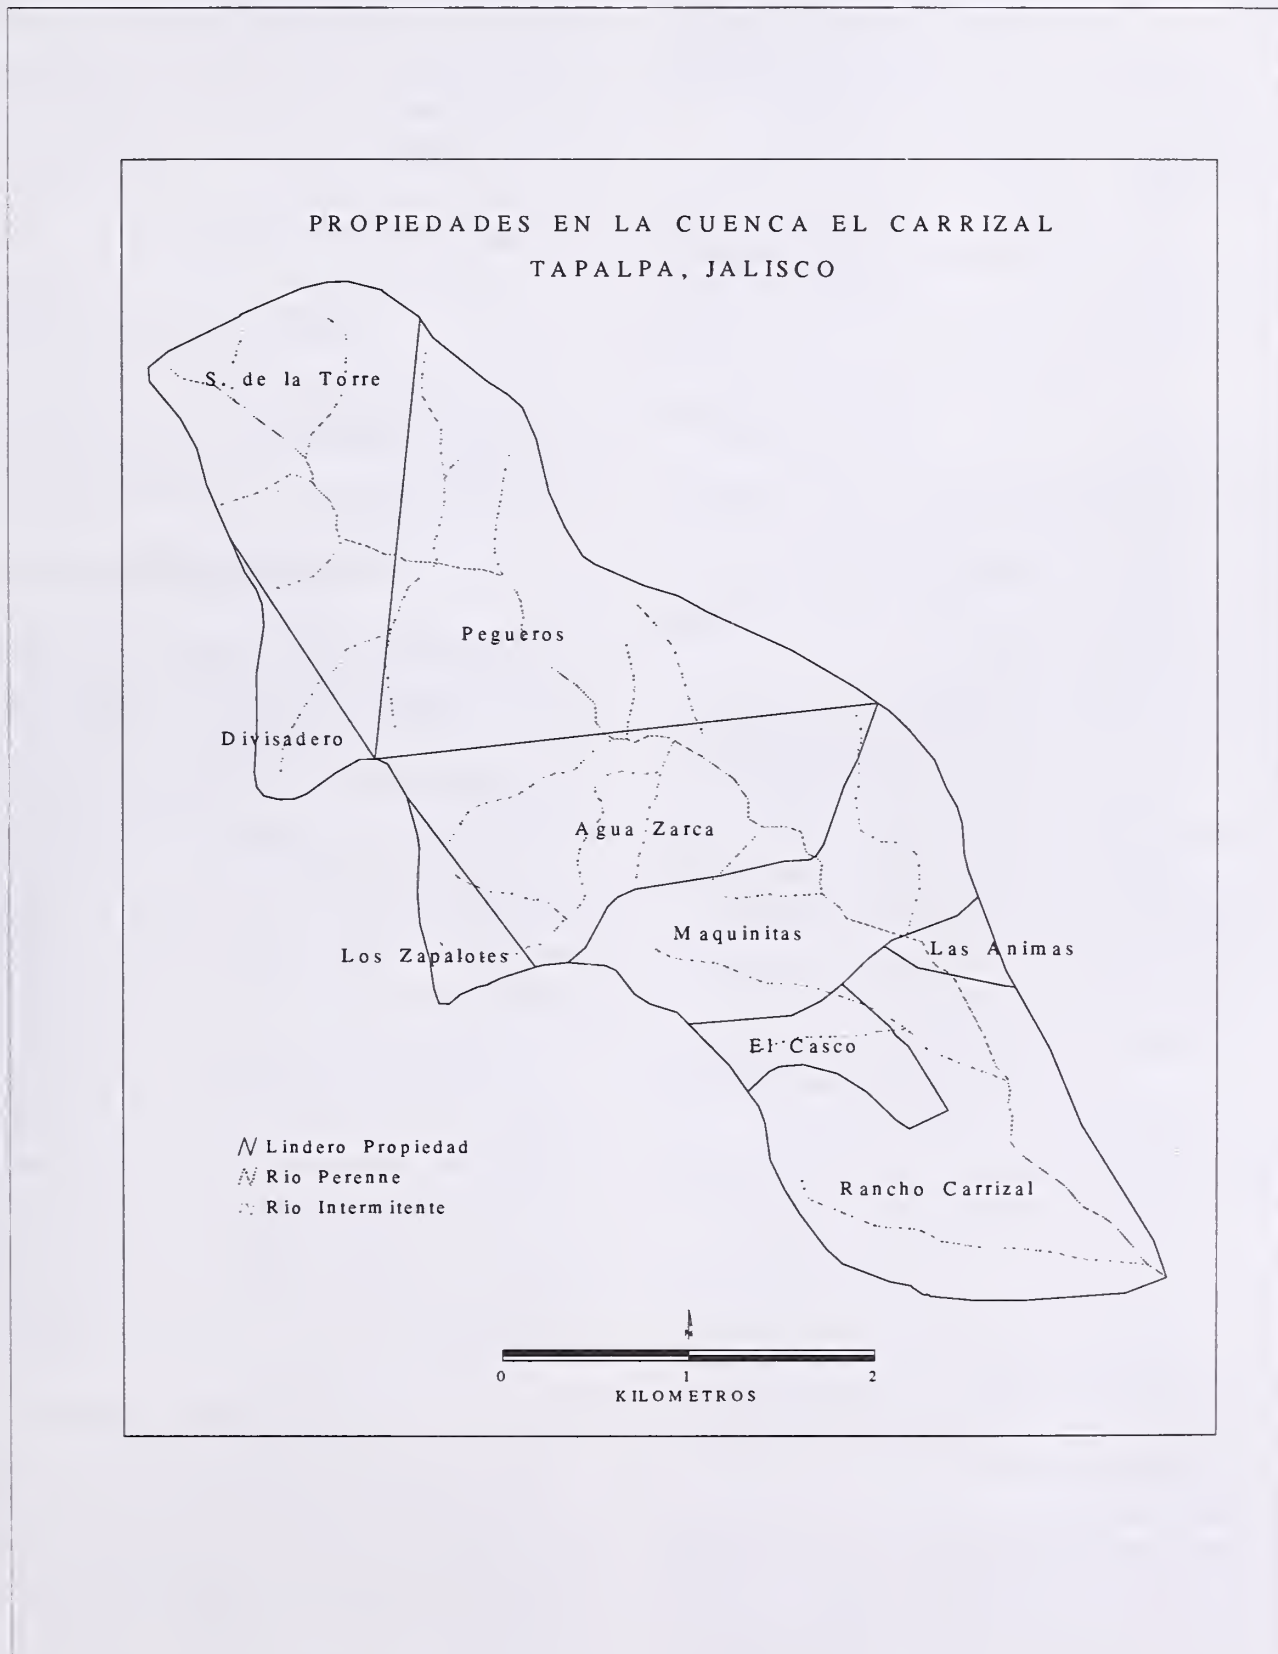 PROPIEDADES EN LA CUENCA EL CARRIZAL
TAPALPA, JALISCO
S. de la Torre
Pegueros
Divisadero
Agua Zarca
Maquinitas
Las Animas
Los Zapalotes
El Casco
Rancho Carrizal
Lindero Propiedad
Rio Perenne
Rio Intermitente
0 1 2
KILOMETROS